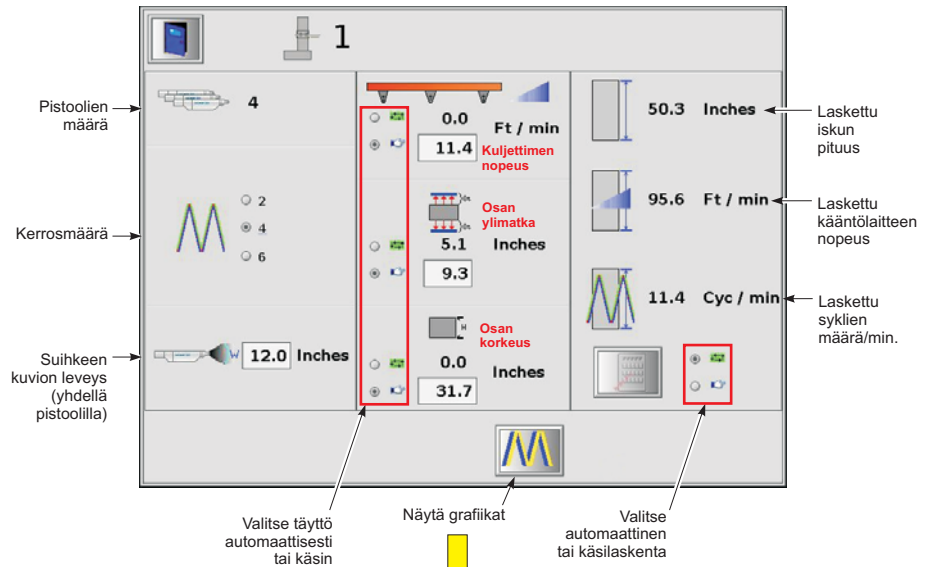 1
Pistoolien
määrä
4
0.0
Ft / min
11.4
Kuljettimen
nopeus
50.3 Inches
Laskettu
iskun
pituus
Kerrosmäärä
2
4
6
Osan
ylimatka
5.1 Inches
9.3
95.6 Ft / min
Laskettu
kääntölaitteen
nopeus
11.4 Cyc / min
Laskettu
syklien
määrä/min.
Suihkeen
kuvion leveys
(yhdellä
pistoolilla)
W
12.0 Inches
H
Osan
korkeus
0.0
Inches
31.7
Valitse täyttö
automaattisesti
tai käsin
Näytä grafiikat
Valitse
automaattinen
tai käsilaskenta